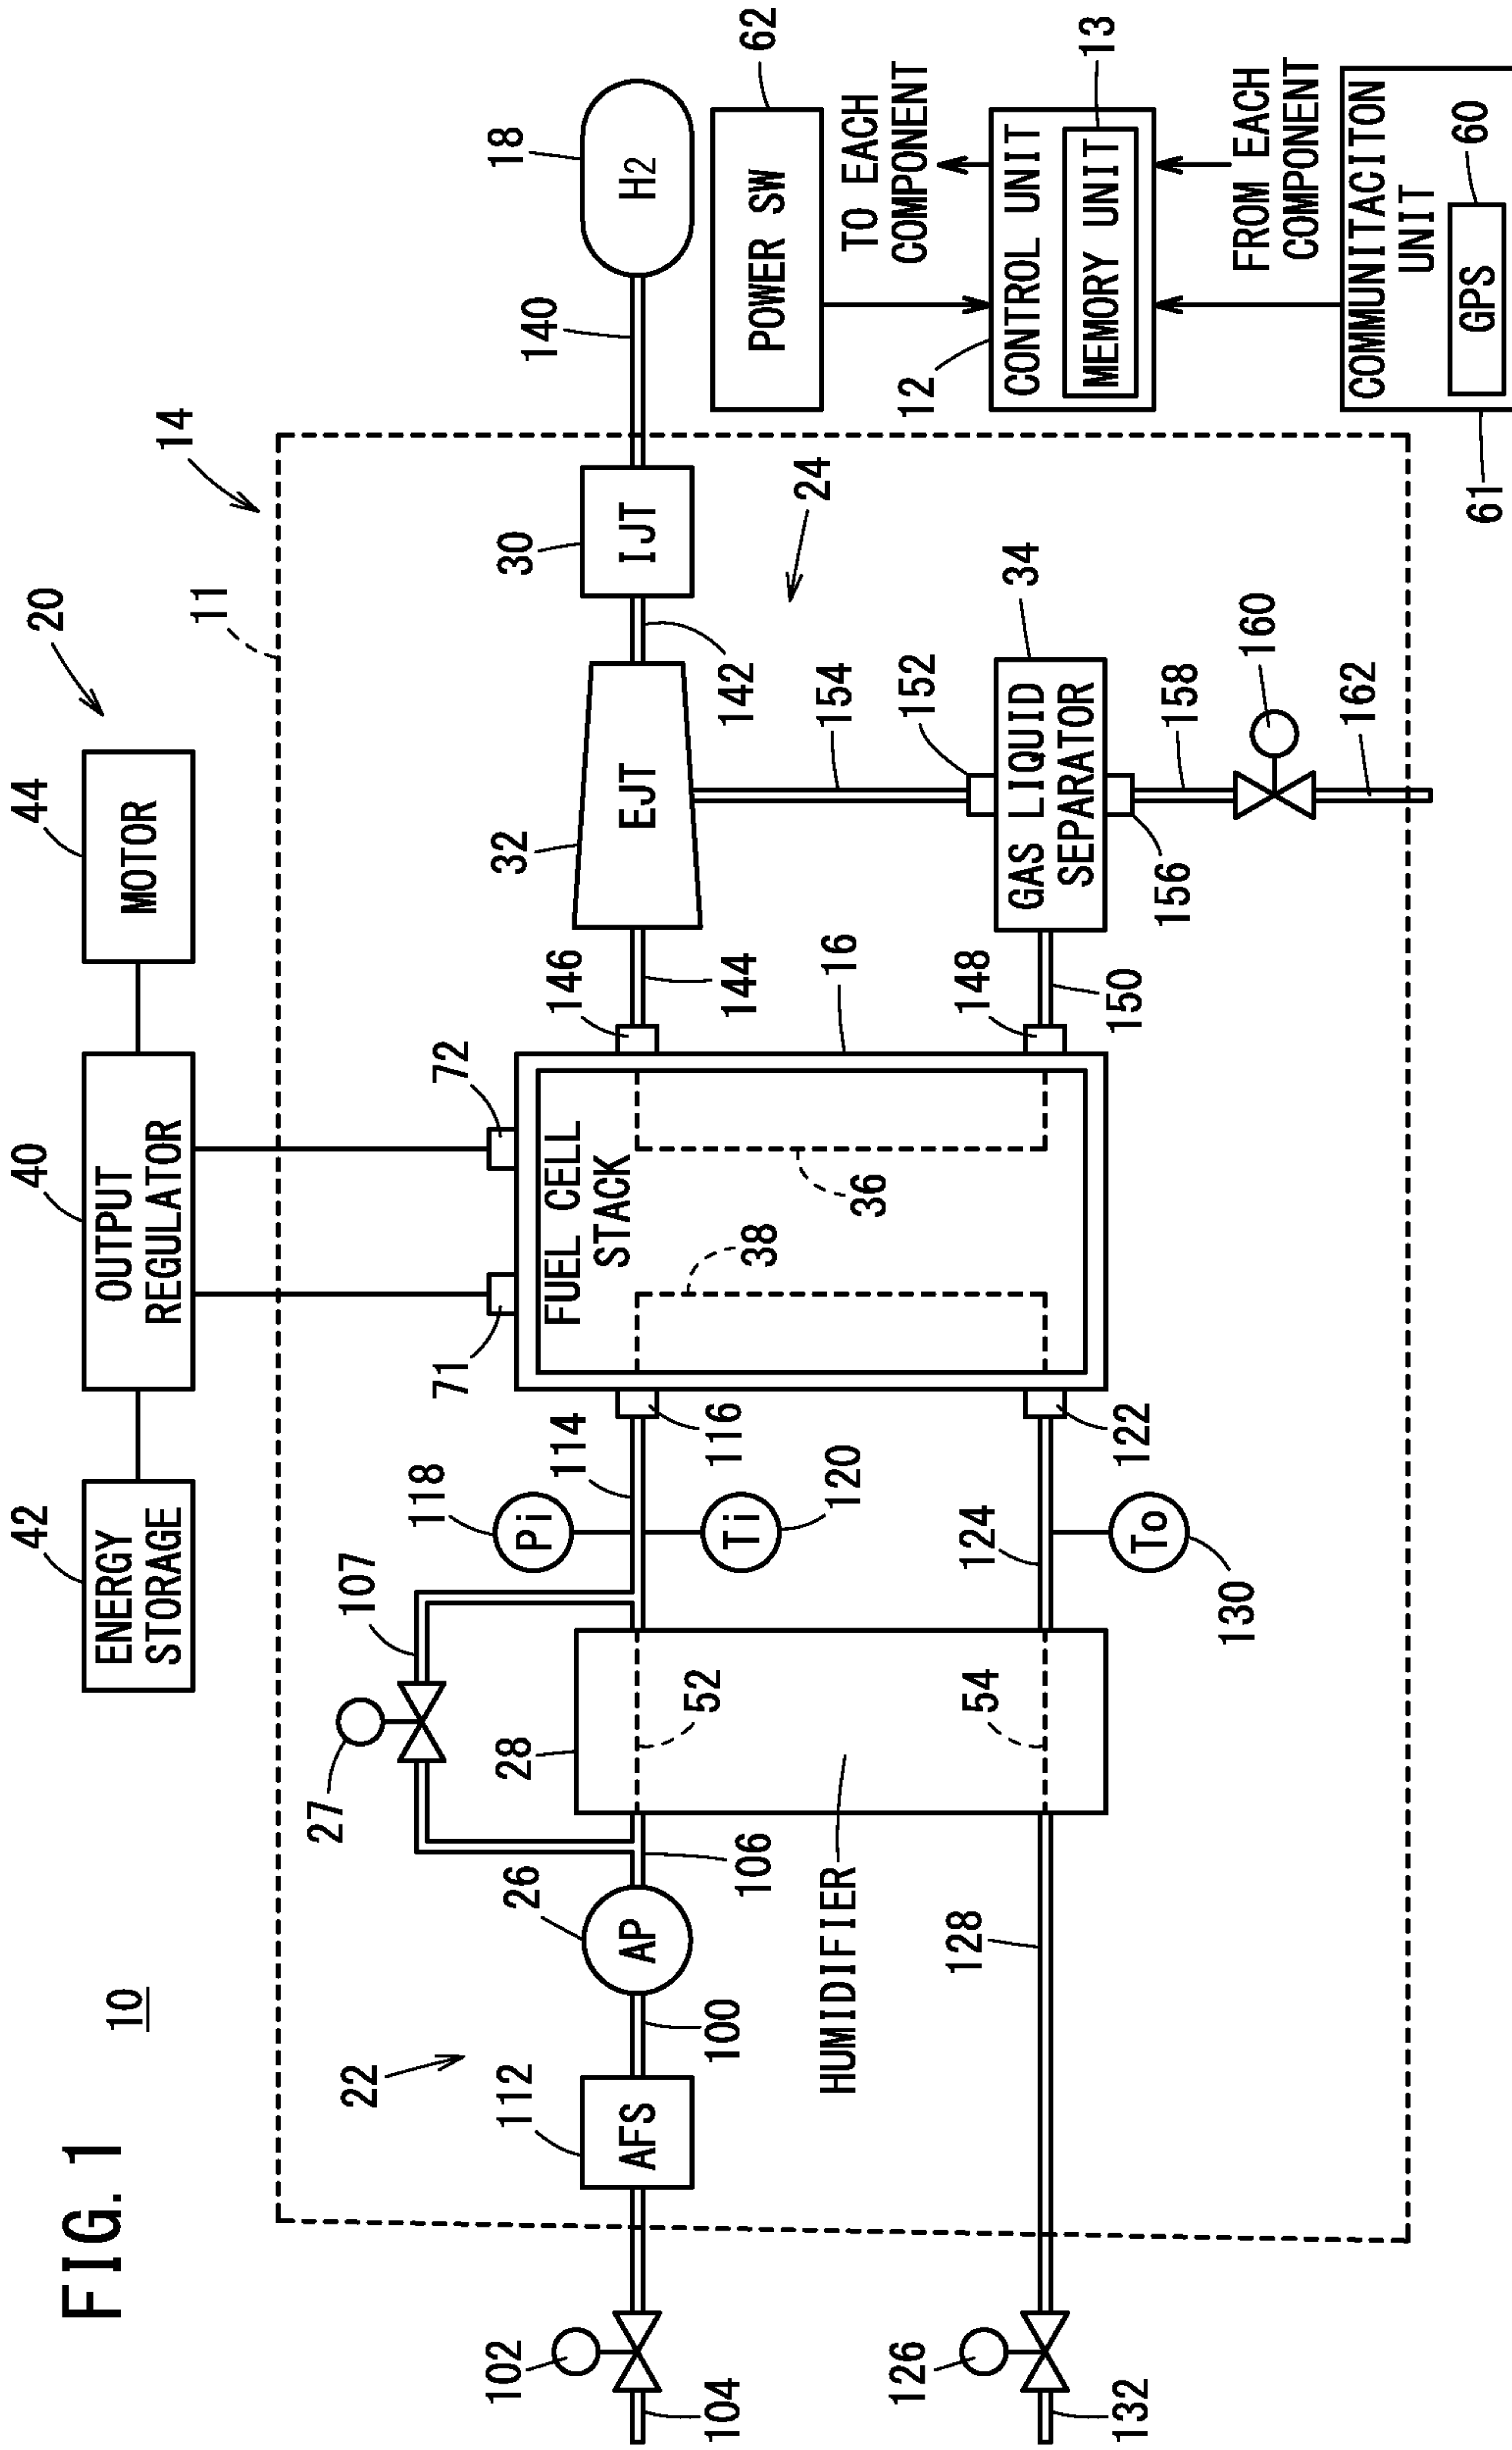 FIG. 1
10
20
42
40
44
ENERGY
STORAGE
OUTPUT
REGULATOR
MOTOR
11
14
22
27
107
118
Pi
71
72
102
112
26
28
114
146
32
30
140
18
AFS
AP
52
EJT
IJT
H2
104
100
106
Ti
120
116
FUEL CELL
STACK
144
142
62
POWER SW
24
38
36
16
HUMIDIFIER
154
TO EACH
COMPONENT
126
128
54
124
148
152
34
12
CONTROL UNIT
MEMORY UNIT
13
GAS LIQUID
SEPARATOR
132
To
130
122
150
156
158
160
162
FROM EACH
COMPONENT
COMMUNITACITON
UNIT
GPS
60
61